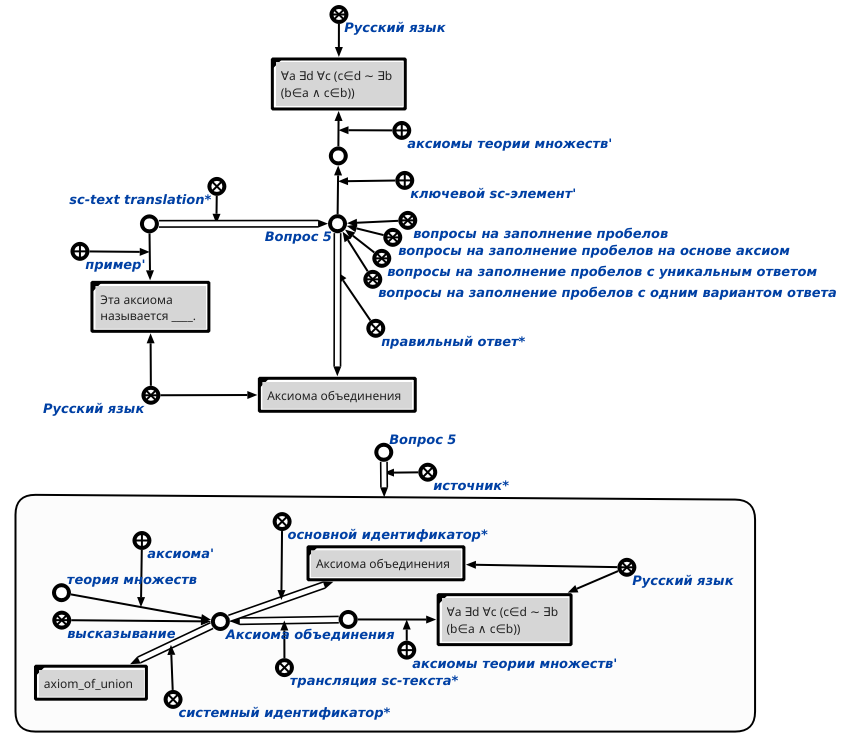 Русский язык
∀a ∃d ∀c (c∈d ~ ∃b
(b∈a ∧ c∈b))
аксиомы теории множеств'
ключевой sc-элемент'
sc-text translation*
Вопрос 5
вопросы на заполнение пробелов
вопросы на заполнение пробелов на основе аксиом
пример'
вопросы на заполнение пробелов с уникальным ответом
вопросы на заполнение пробелов с одним вариантом ответа
Эта аксиома
называется ____.
правильный ответ*
Аксиома объединения
Русский язык
Вопрос 5
источник*
основной идентификатор*
аксиома'
Аксиома объединения
теория множеств
Русский язык
∀a ∃d ∀c (c∈d ~ ∃b
(b∈a ∧ c∈b))
высказывание
Аксиома объединения
аксиомы теории множеств'
axiom_of_union
трансляция sc-текста*
системный идентификатор*